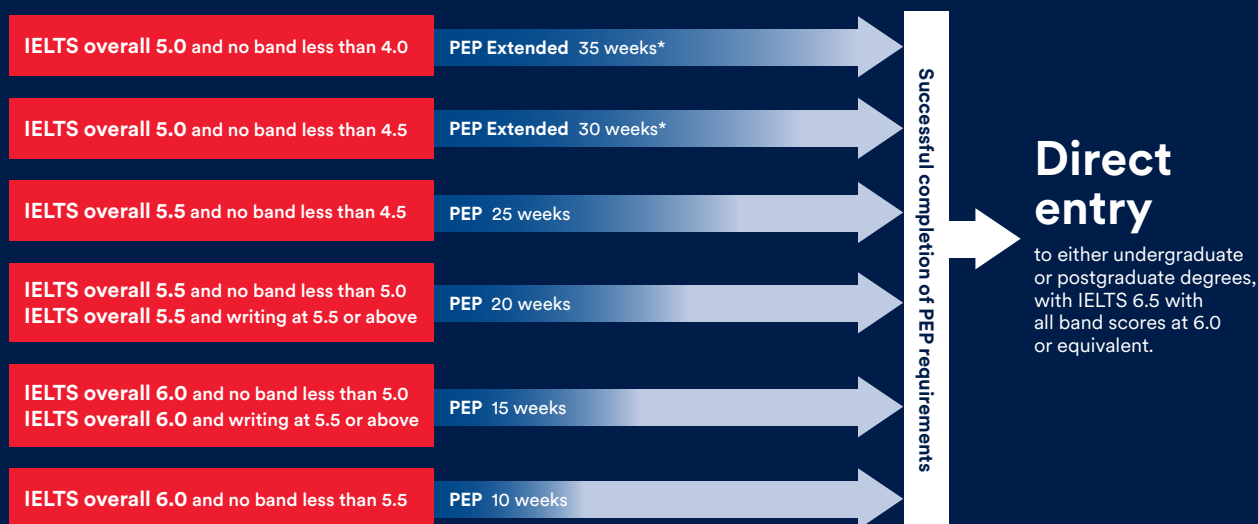 IELTS overall 5.0 and no band less than 4.0
PEP Extended 35 weeks*
IELTS overall 5.0 and no band less than 4.5
PEP Extended 30 weeks*
IELTS overall 5.5 and no band less than 4.5
PEP 25 weeks
IELTS overall 5.5 and no band less than 5.0
IELTS overall 5.5 and writing at 5.5 or above
PEP 20 weeks
IELTS overall 6.0 and no band less than 5.0
IELTS overall 6.0 and writing at 5.5 or above
PEP 15 weeks
IELTS overall 6.0 and no band less than 5.5
PEP 10 weeks
Successful completion of PEP requirements
Direct
entry
to either undergraduate
or postgraduate degrees,
with IELTS 6.5 with
all band scores at 6.0
or equivalent.